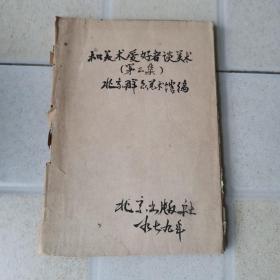 和美术爱好者谈美术
（第二集）
北京群众艺术馆编
北京出版社
一九七九年